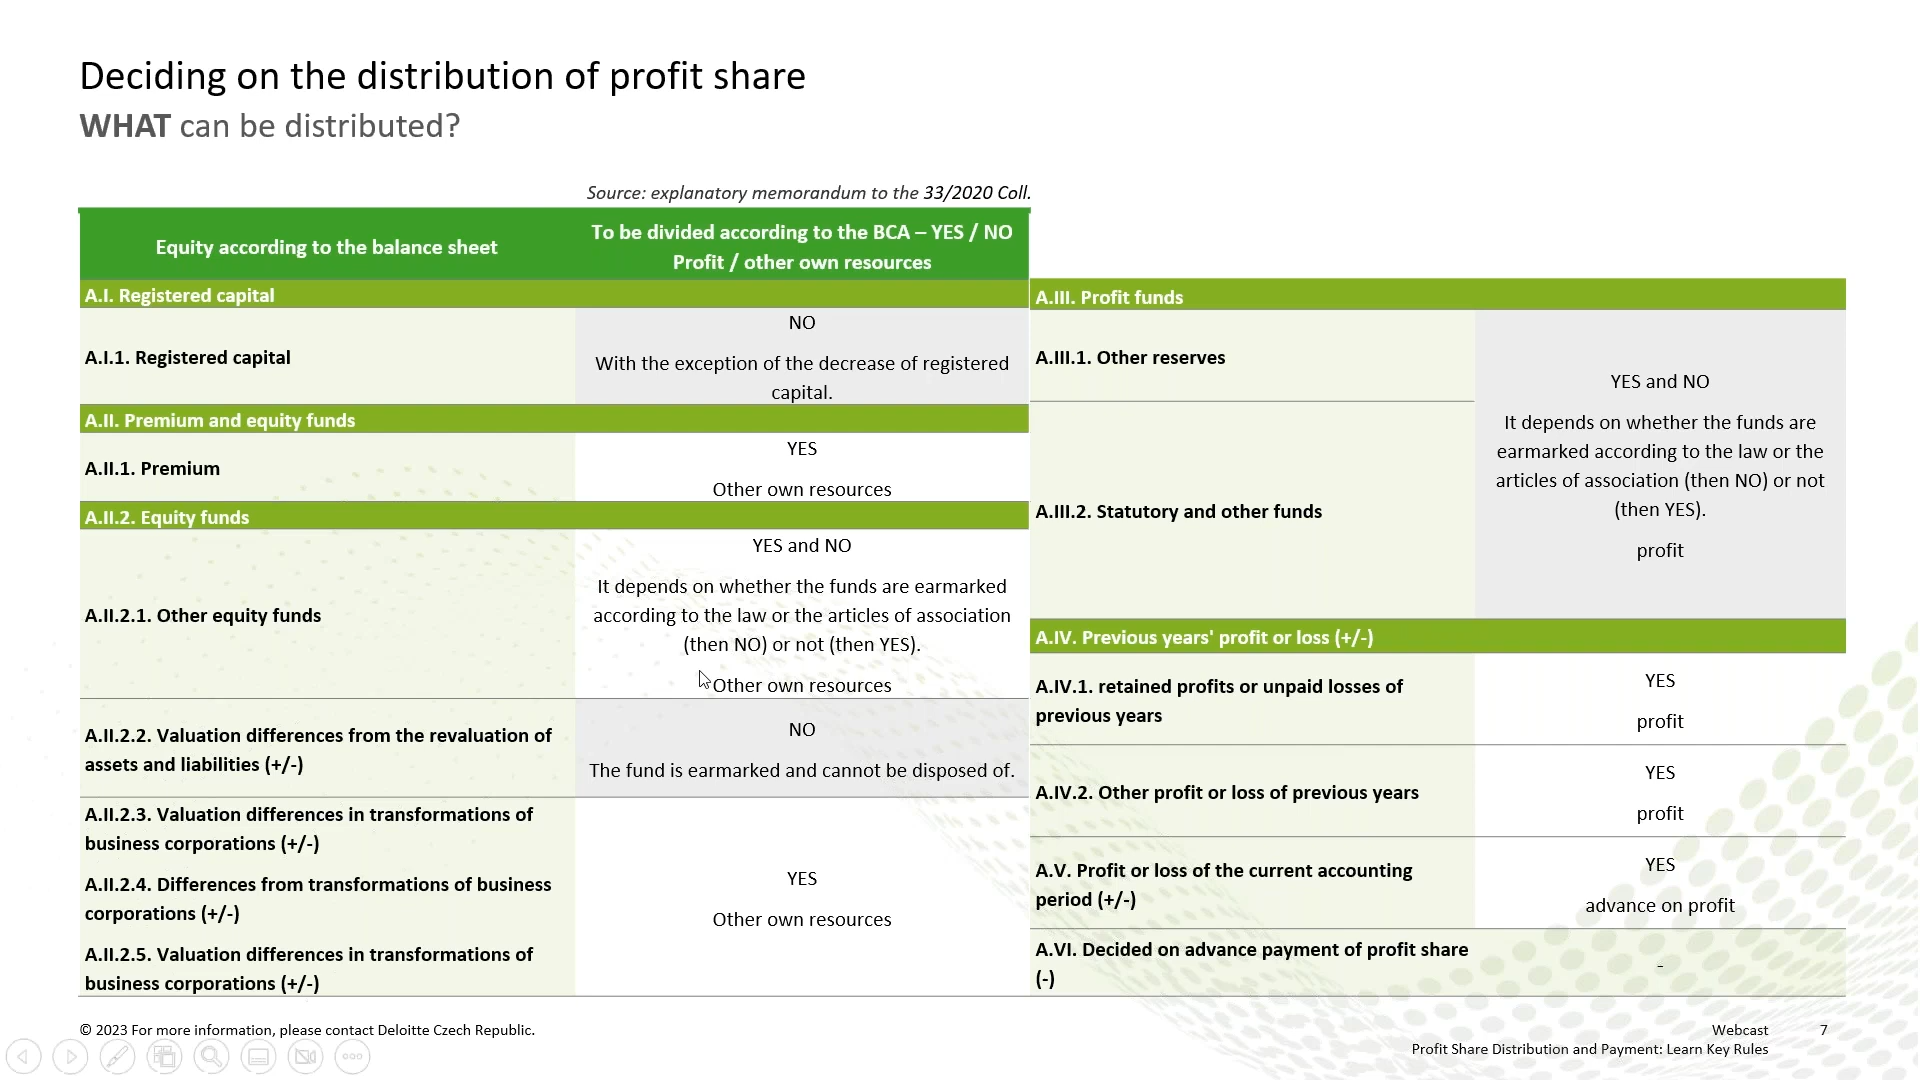 Deciding on the distribution of profit share
WHAT can be distributed?
Source: explanatory memorandum to the 33/2020 Coll.
Equity according to the balance sheet
To be divided according to the BCA – YES / NO
Profit / other own resources
A.I. Registered capital
A.I.1. Registered capital
NO
With the exception of the decrease of registered
capital.
A.II. Premium and equity funds
A.II.1. Premium
YES
Other own resources
A.II.2. Equity funds
A.II.2.1. Other equity funds
YES and NO
It depends on whether the funds are earmarked
according to the law or the articles of association
(then NO) or not (then YES).
Other own resources
A.II.2.2. Valuation differences from the revaluation of
assets and liabilities (+/-)
NO
The fund is earmarked and cannot be disposed of.
A.II.2.3. Valuation differences in transformations of
business corporations (+/-)
A.II.2.4. Differences from transformations of business
corporations (+/-)
A.II.2.5. Valuation differences in transformations of
business corporations (+/-)
YES
Other own resources
A.III. Profit funds
A.III.1. Other reserves
A.III.2. Statutory and other funds
YES and NO
It depends on whether the funds are
earmarked according to the law or the
articles of association (then NO) or not
(then YES).
profit
A.IV. Previous years' profit or loss (+/-)
A.IV.1. retained profits or unpaid losses of
previous years
YES
profit
A.IV.2. Other profit or loss of previous years
YES
profit
A.V. Profit or loss of the current accounting
period (+/-)
YES
advance on profit
A.VI. Decided on advance payment of profit share
(-)
-
© 2023 For more information, please contact Deloitte Czech Republic.
Webcast
7
Profit Share Distribution and Payment: Learn Key Rules